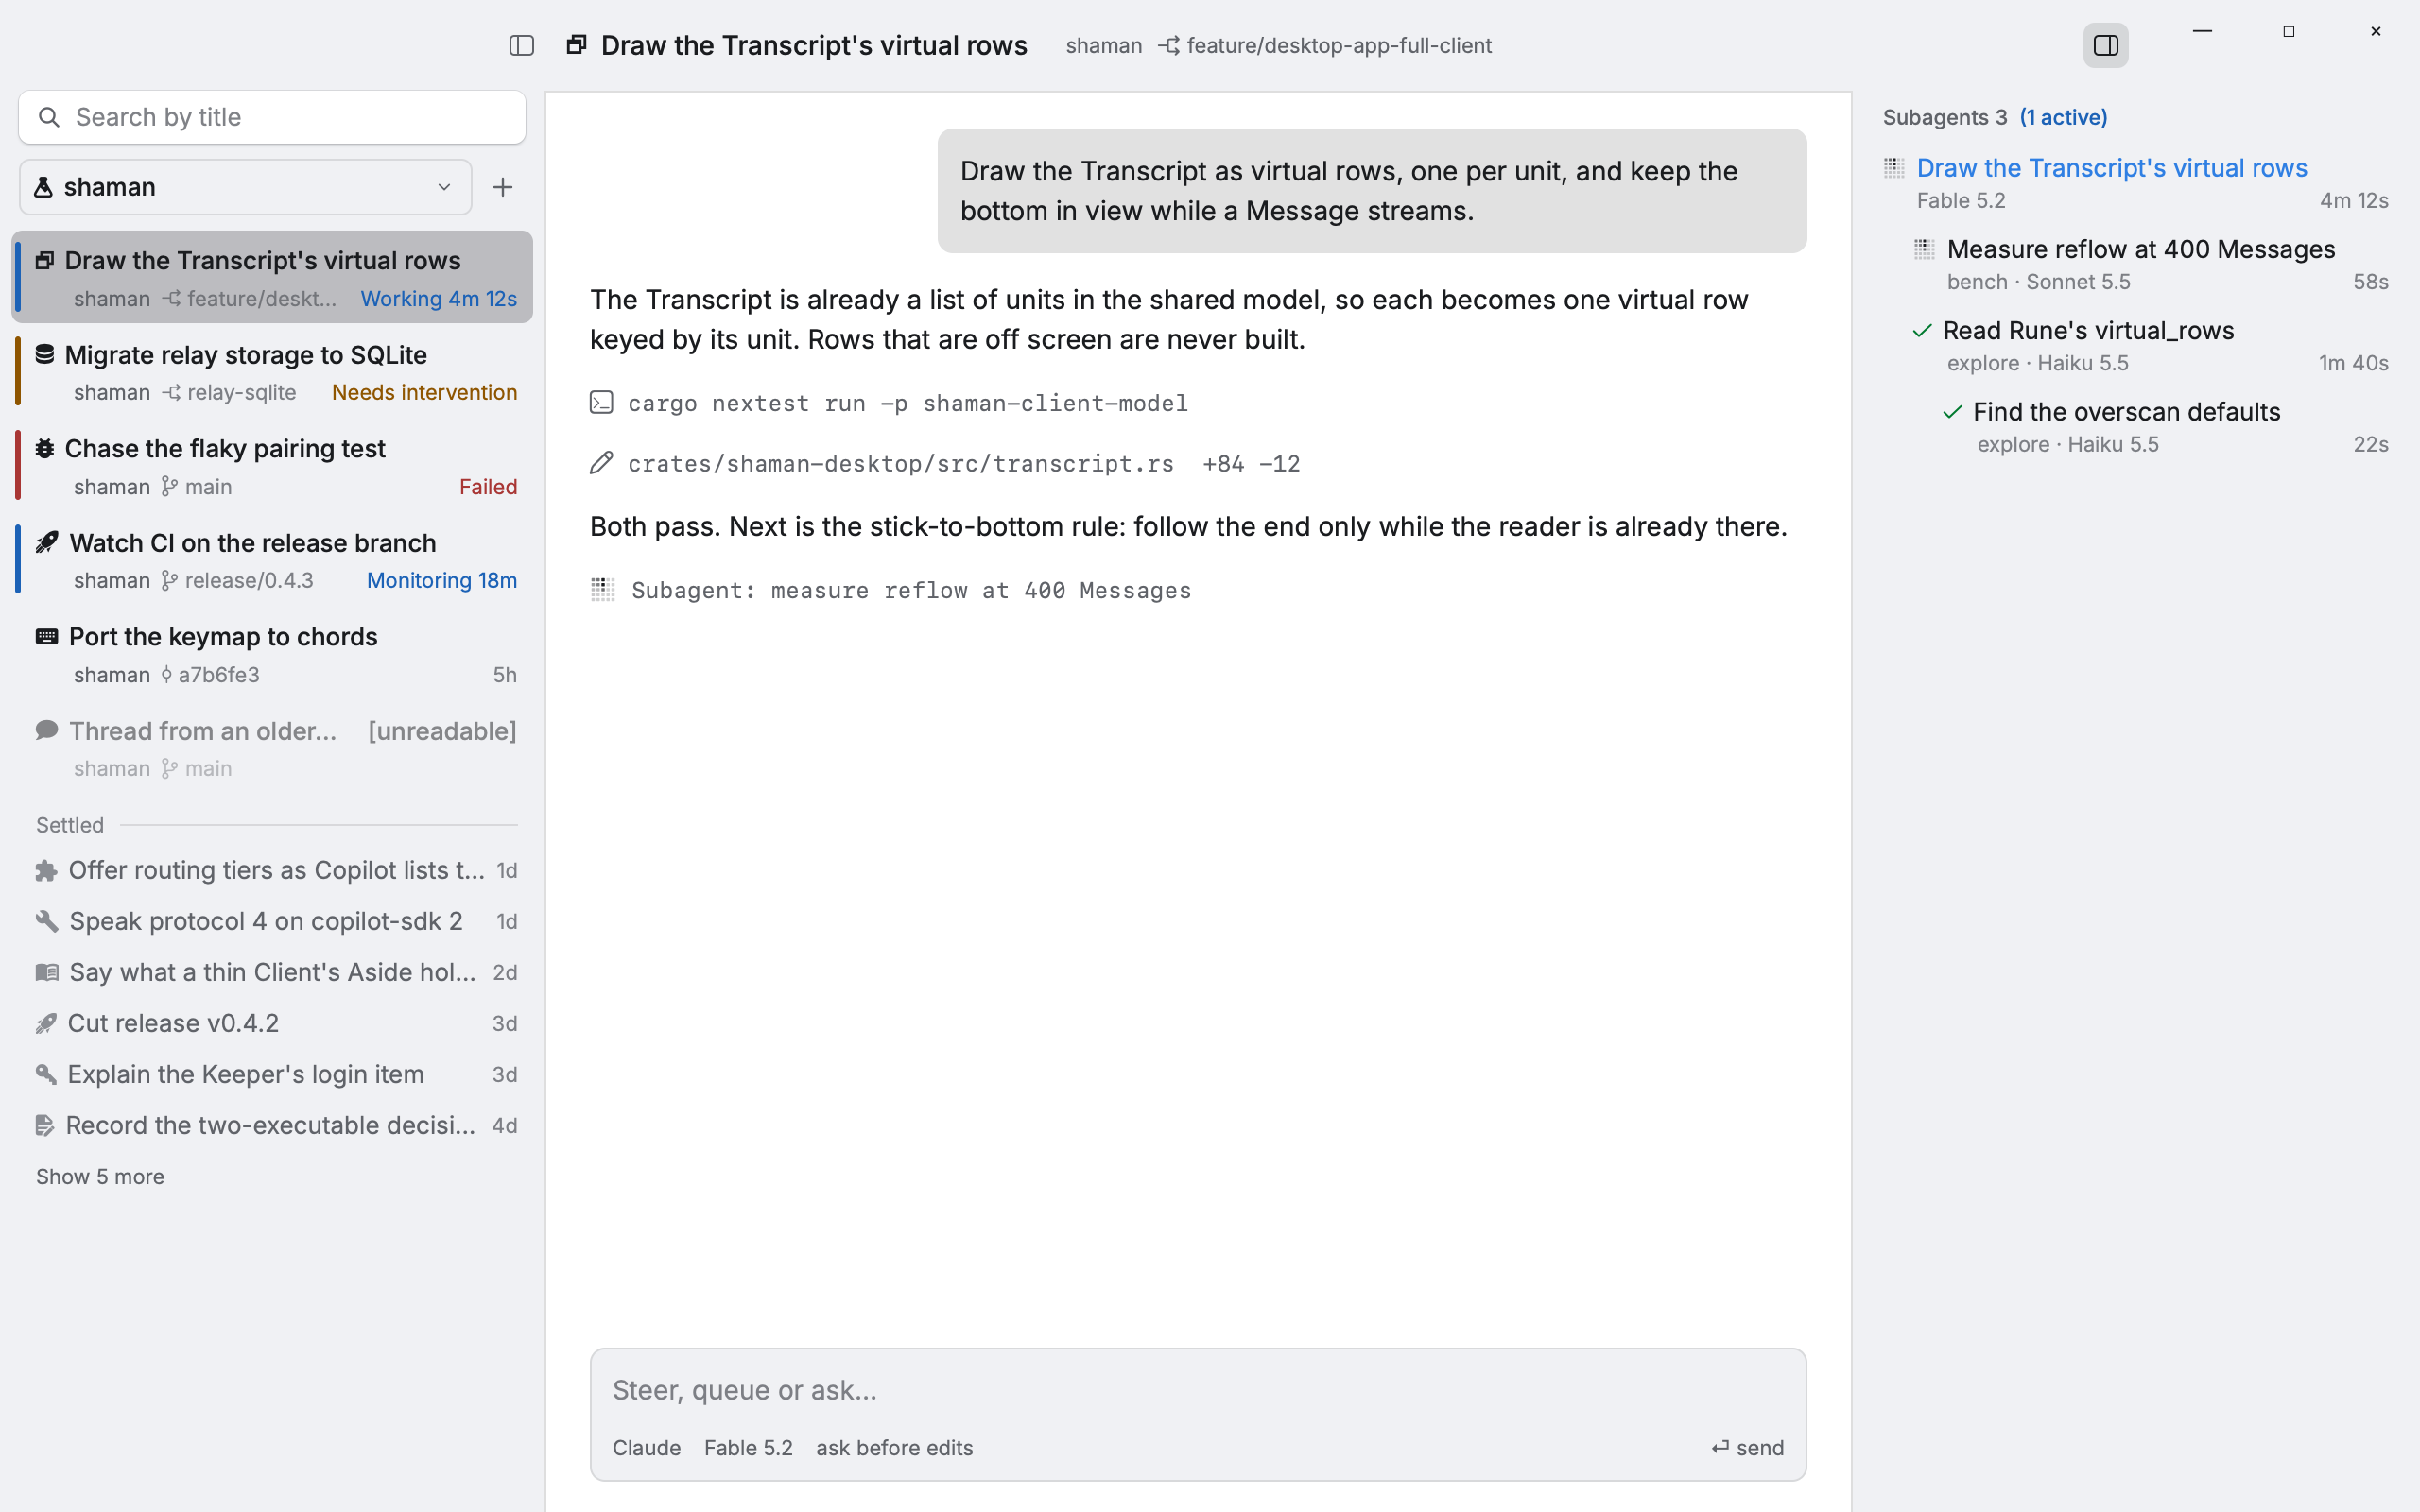 Draw the Transcript's virtual rows shaman feature/desktop-app-full-client
Search by title
shaman
Draw the Transcript's virtual rows
shaman feature/deskt... Working 4m 12s
Migrate relay storage to SQLite
shaman relay-sqlite Needs intervention
Chase the flaky pairing test
shaman main Failed
Watch CI on the release branch
shaman release/0.4.3 Monitoring 18m
Port the keymap to chords
shaman a7b6fe3 5h
Thread from an older... [unreadable]
shaman main
Settled
Offer routing tiers as Copilot lists t... 1d
Speak protocol 4 on copilot-sdk 2 1d
Say what a thin Client's Aside hol... 2d
Cut release v0.4.2 3d
Explain the Keeper's login item 3d
Record the two-executable decisi... 4d
Show 5 more
Draw the Transcript as virtual rows, one per unit, and keep the
bottom in view while a Message streams.
The Transcript is already a list of units in the shared model, so each becomes one virtual row
keyed by its unit. Rows that are off screen are never built.
cargo nextest run -p shaman-client-model
crates/shaman-desktop/src/transcript.rs +84 -12
Both pass. Next is the stick-to-bottom rule: follow the end only while the reader is already there.
Subagent: measure reflow at 400 Messages
Steer, queue or ask...
Claude Fable 5.2 ask before edits send
Subagents 3 (1 active)
Draw the Transcript's virtual rows
Fable 5.2 4m 12s
Measure reflow at 400 Messages
bench · Sonnet 5.5 58s
Read Rune's virtual_rows
explore · Haiku 5.5 1m 40s
Find the overscan defaults
explore · Haiku 5.5 22s